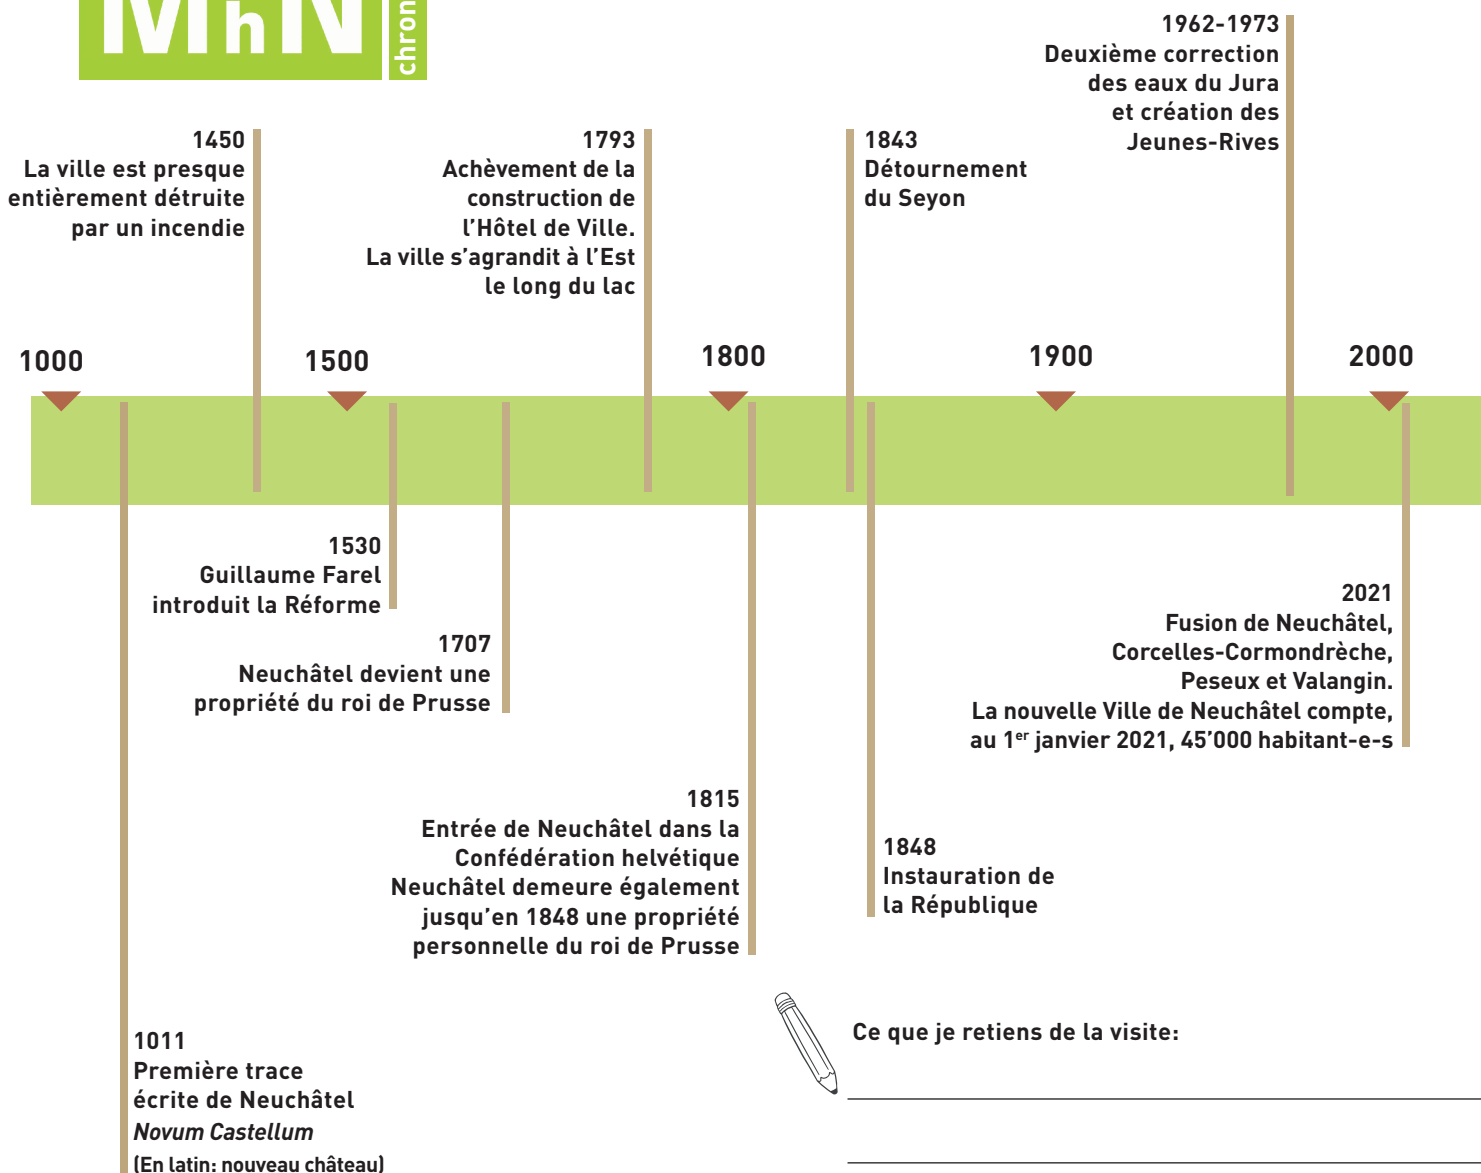 MhN
chron
1962-1973
Deuxième correction
des eaux du Jura
et création des
Jeunes-Rives
1450
La ville est presque
entièrement détruite
par un incendie
1793
Achèvement de la
construction de
l’Hôtel de Ville.
La ville s’agrandit à l’Est
le long du lac
1843
Détournement
du Seyon
1000
1500
1800
1900
2000
1530
Guillaume Farel
introduit la Réforme
1707
Neuchâtel devient une
propriété du roi de Prusse
2021
Fusion de Neuchâtel,
Corcelles-Cormondrèche,
Peseux et Valangin.
La nouvelle Ville de Neuchâtel compte,
au 1er janvier 2021, 45’000 habitant-e-s
1815
Entrée de Neuchâtel dans la
Confédération helvétique
Neuchâtel demeure également
jusqu’en 1848 une propriété
personnelle du roi de Prusse
1848
Instauration de
la République
1011
Première trace
écrite de Neuchâtel
Novum Castellum
(En latin: nouveau château)
Ce que je retiens de la visite: